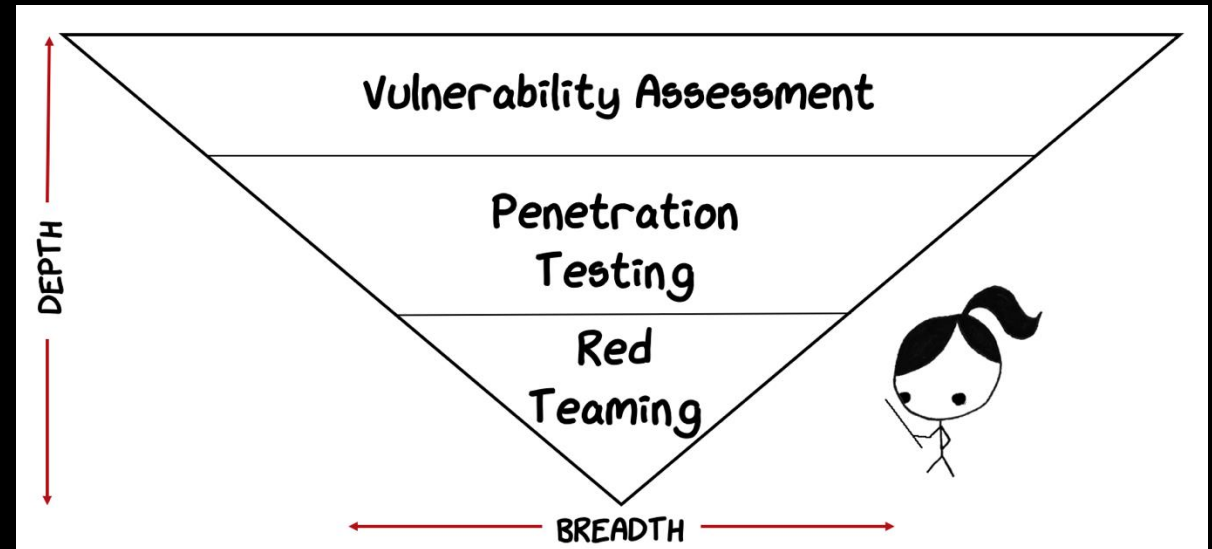 Vulnerability Assessment
Penetration
Testing
Red
Teaming
DEPTH
BREADTH